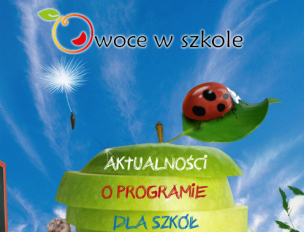 Owoce w szkole
AKTUALNOŚCI
O PROGRAMIE
DLA SZKÓŁ